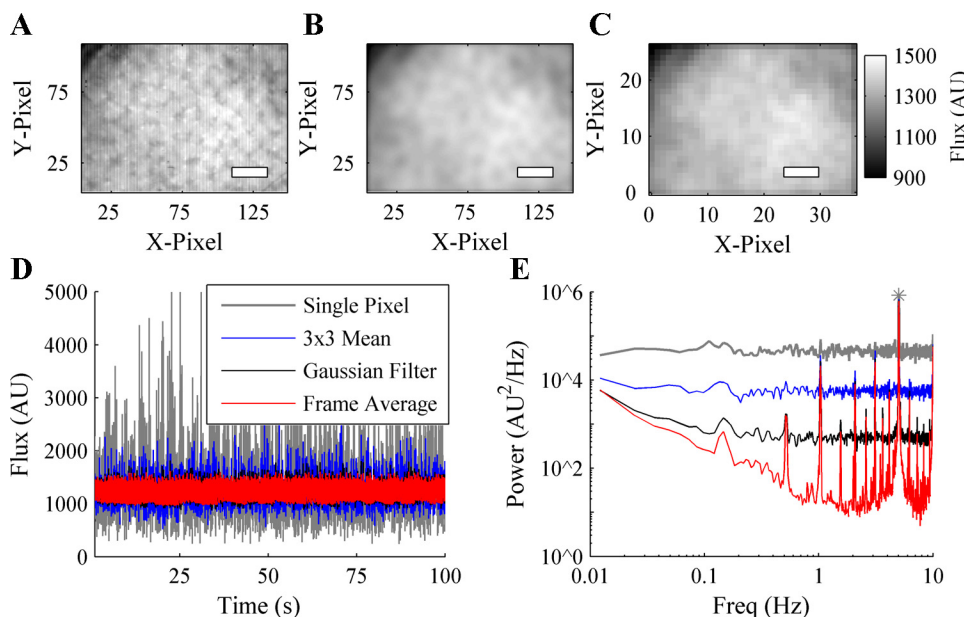 A
B
C
Y-Pixel
75
25
25
75
125
X-Pixel
Y-Pixel
75
25
25
75
125
X-Pixel
Y-Pixel
20
10
0
0
10
20
30
X-Pixel
1500
1300
1100
900
Flux (AU)
D
Flux (AU)
5000
4000
3000
2000
1000
0
25
50
75
100
Time (s)
Single Pixel
3x3 Mean
Gaussian Filter
Frame Average
E
Power (AU^2/Hz)
10^6
10^4
10^2
10^0
0.01
0.1
1
10
Freq (Hz)